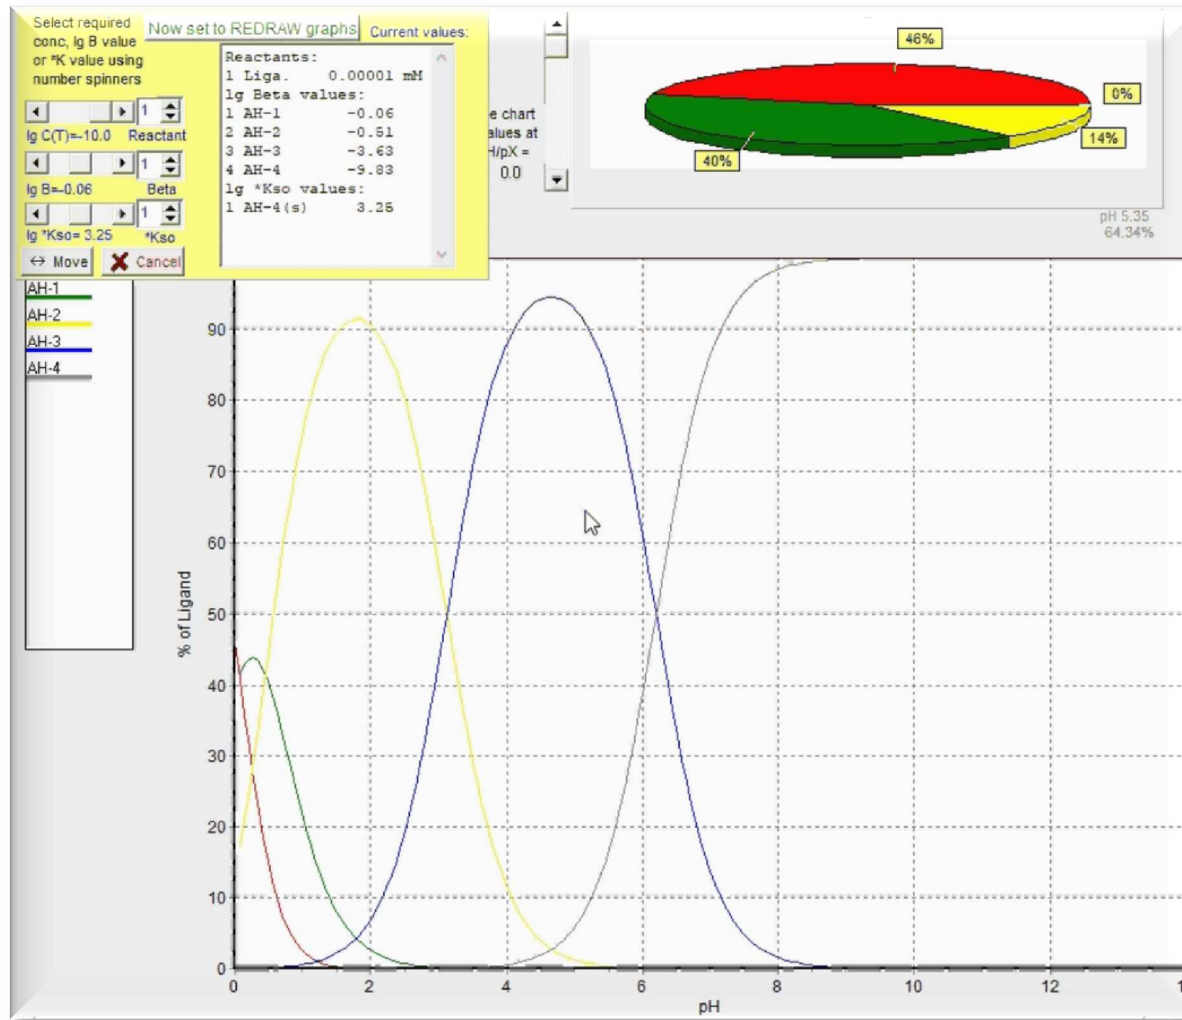 Select required
conc, lg B value
or *K value using
number spinners
Now set to REDRAW graphs
Current values:
Reactants:
1 Liga. 0.00001 mM
lg Beta values:
1 AH-1 -0.06
2 AH-2 -0.51
3 AH-3 -3.63
4 AH-4 -9.83
lg *Kso values:
1 AH-4(s) 3.25
1
lg C(T)=-10.0 Reactant
1
lg B=-0.06 Beta
1
lg *Kso= 3.25 *Kso
Move Cancel
e chart
alues at
H/pX =
0.0
46%
0%
14%
40%
pH 5.35
64.34%
AH-1
AH-2
AH-3
AH-4
% of Ligand
90
80
70
60
50
40
30
20
10
0
0 2 4 6 8 10 12 1
pH